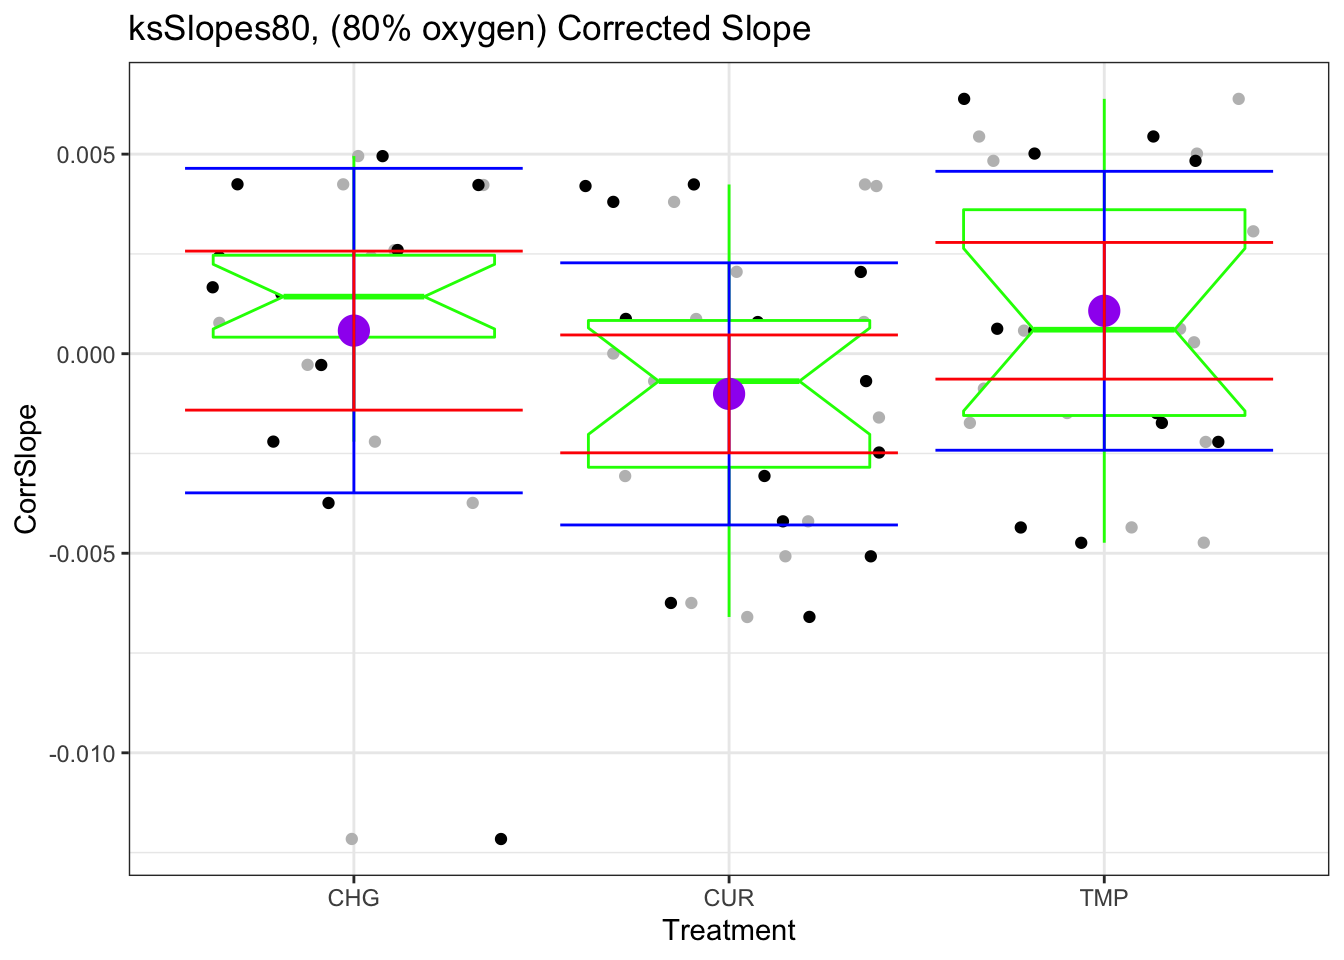 ksSlopes80, (80% oxygen) Corrected Slope
0.005
0.000
-0.005
-0.010
CorrSlope
CHG CUR TMP
Treatment